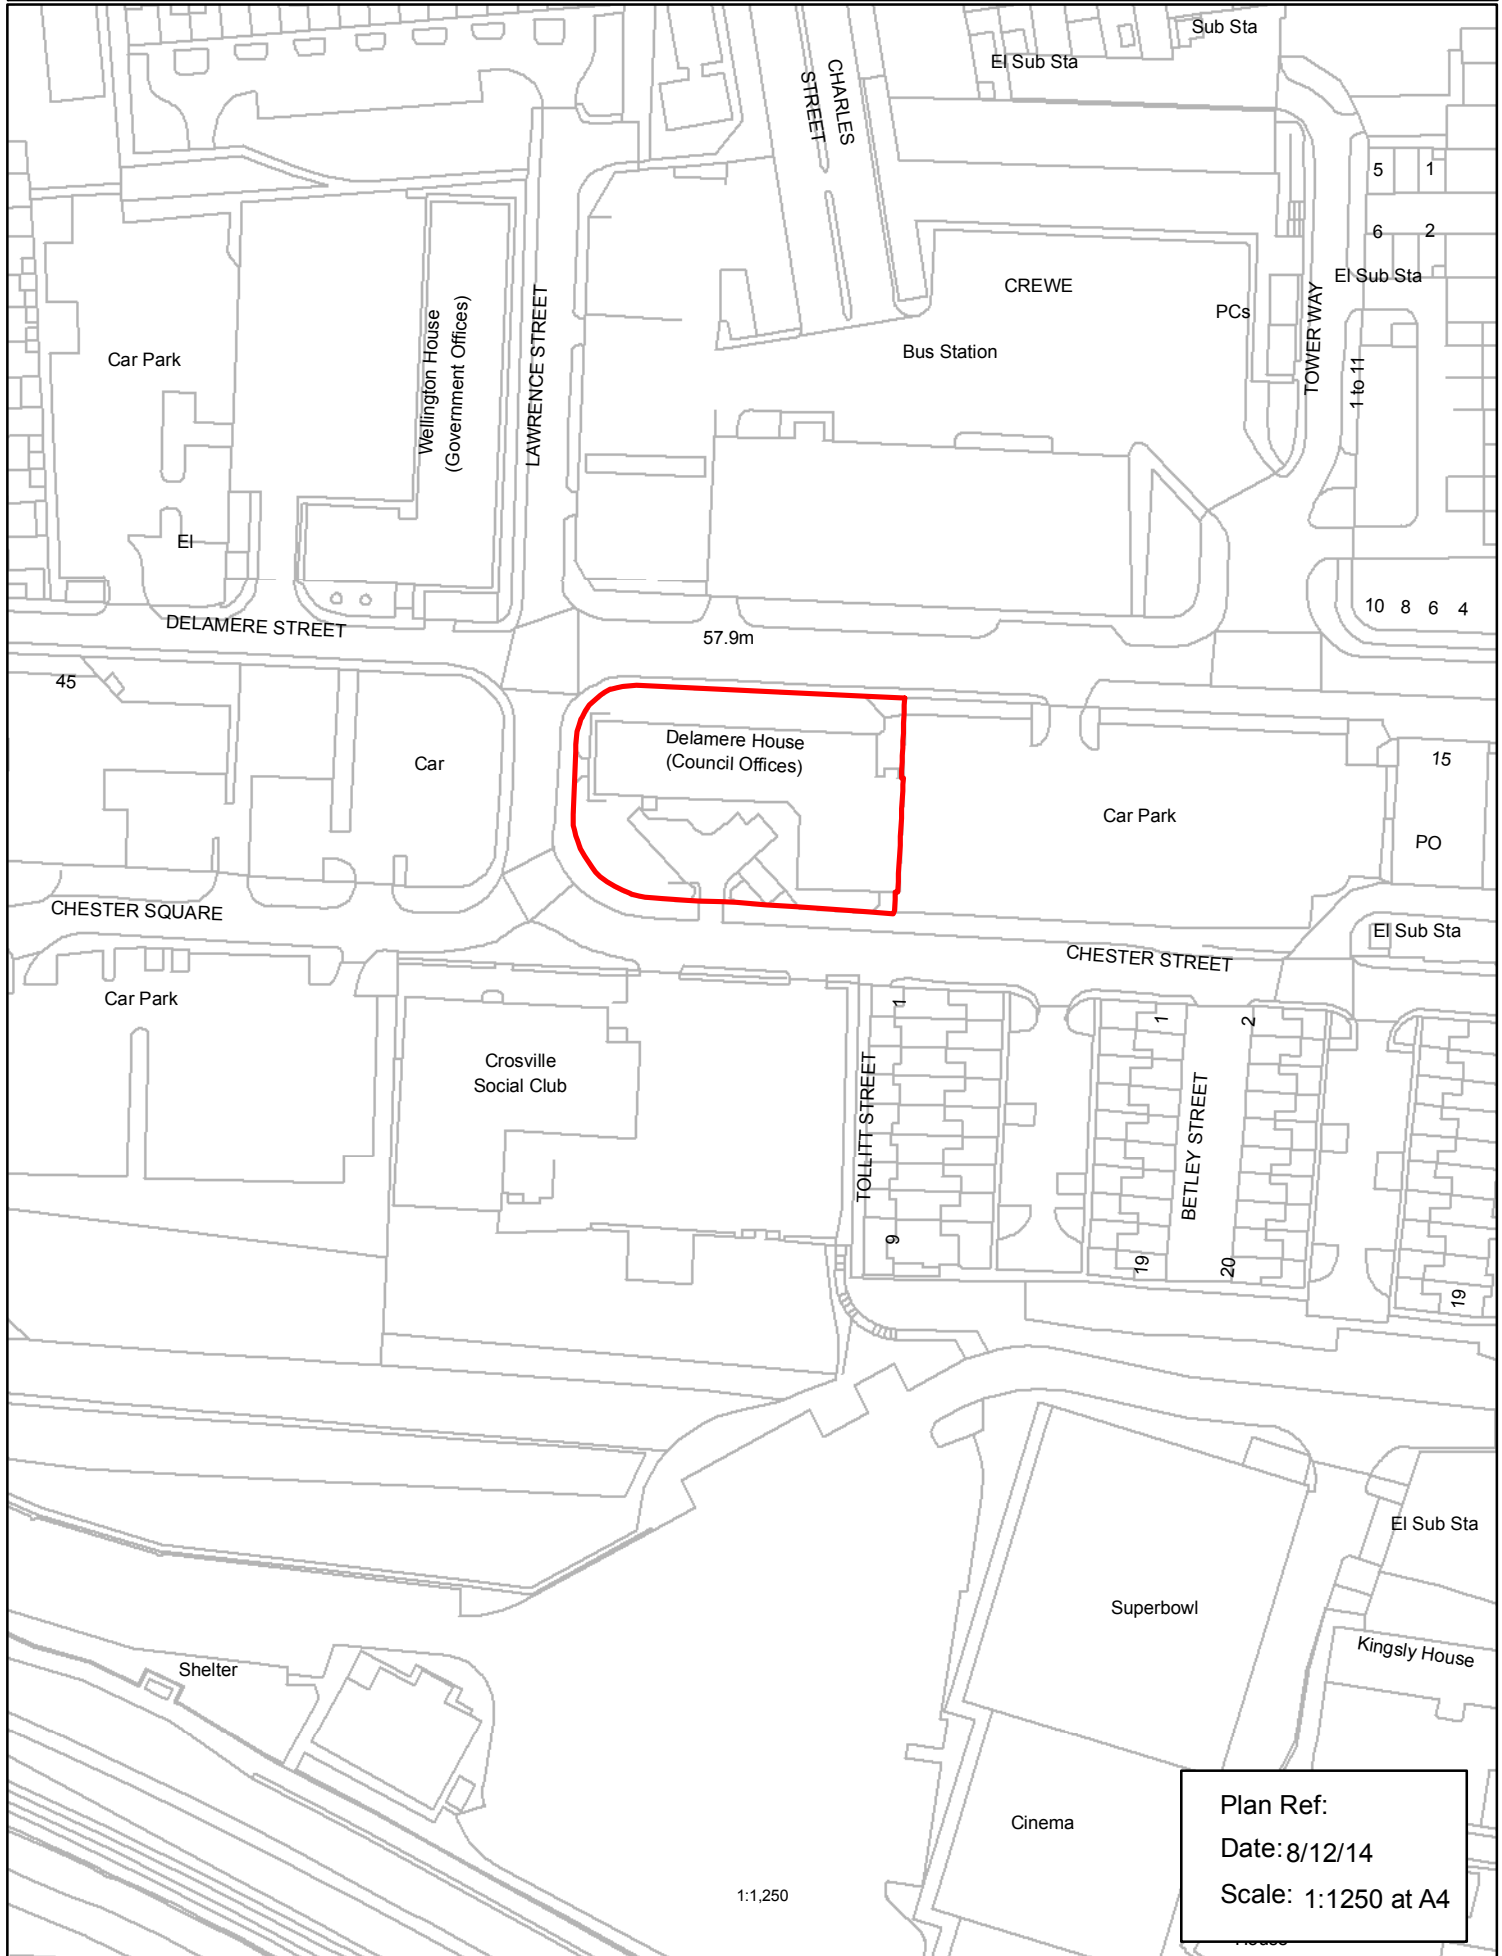 Sub Sta
El Sub Sta
CHARLES
STREET
5
1
6
2
El Sub Sta
CREWE
PCs
TOWER WAY
Bus Station
Car Park
Wellington House
(Government Offices)
LAWRENCE STREET
1 to 11
El
10 8 6 4
DELAMERE STREET
57.9m
45
Delamere House
(Council Offices)
Car
15
Car Park
PO
CHESTER SQUARE
El Sub Sta
CHESTER STREET
Car Park
1
1
2
Crosville
Social Club
TOLLITT STREET
BETLEY STREET
9
19
20
19
El Sub Sta
Superbowl
Kingsly House
Shelter
Cinema
1:1,250
Plan Ref:
Date: 8/12/14
Scale: 1:1250 at A4